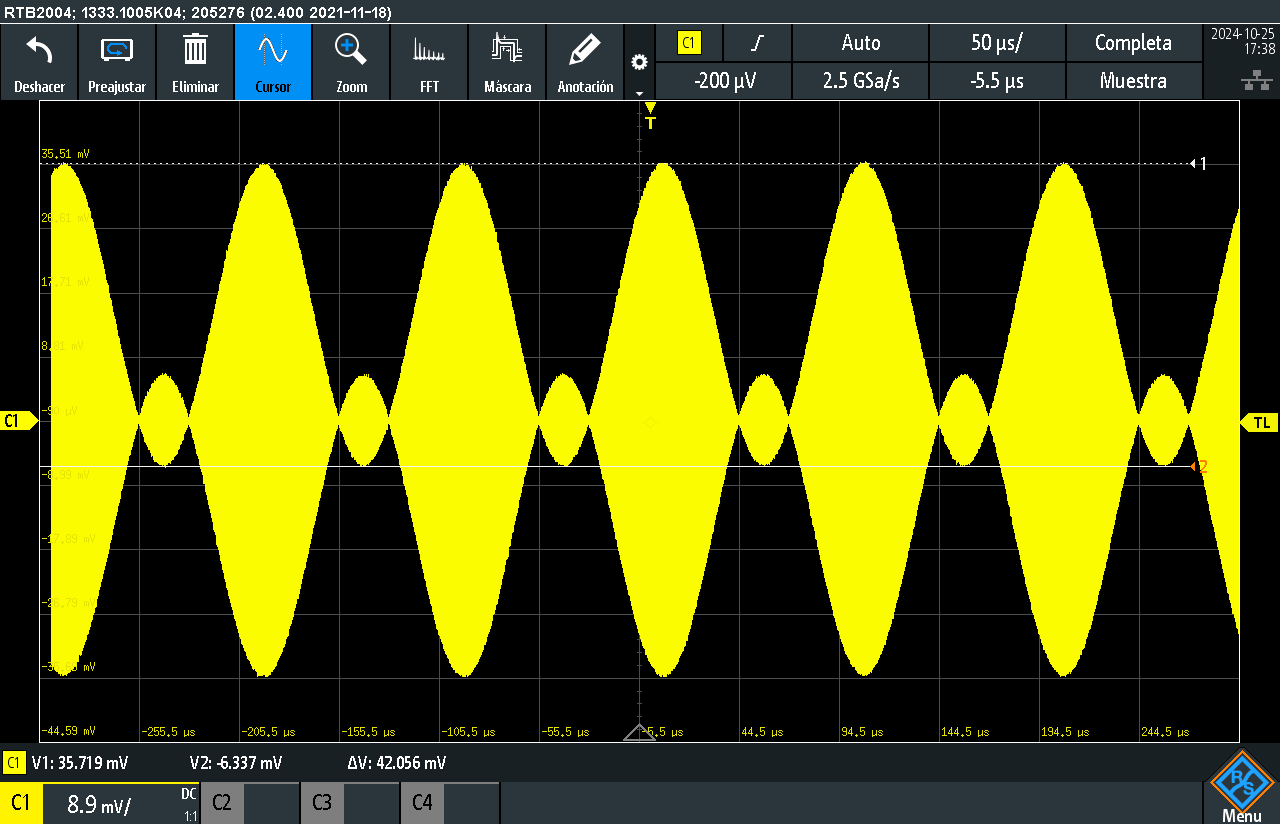 RTB2004; 1333.1005K04; 205276 (02.400 2021-11-18)
Deshacer Preajustar Eliminar Cursor Zoom FFT Máscara Anotación
C1 Auto 50 µs/ Completa
-200 µV 2.5 GSa/s -5.5 µs Muestra
2024-10-25
17:38
T
35.51 mV
1
26.61 mV
17.71 mV
8.81 mV
-90 µV
C1
TL
-8.99 mV
2
-17.89 mV
-26.79 mV
-44.59 mV -255.5 µs -205.5 µs -155.5 µs -105.5 µs -55.5 µs -5.5 µs 44.5 µs 94.5 µs 144.5 µs 194.5 µs 244.5 µs
C1 V1: 35.719 mV V2: -6.337 mV ΔV: 42.056 mV
C1 8.9 mV/ DC 1:1 C2 C3 C4
R&S
Menu